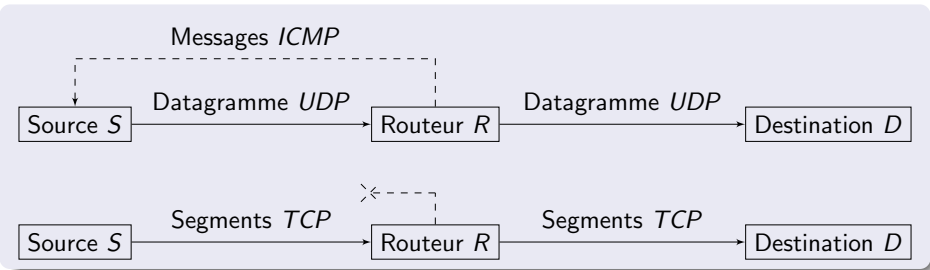 Messages ICMP
Datagramme UDP Datagramme UDP
Source S Routeur R Destination D
Segments TCP Segments TCP
Source S Routeur R Destination D